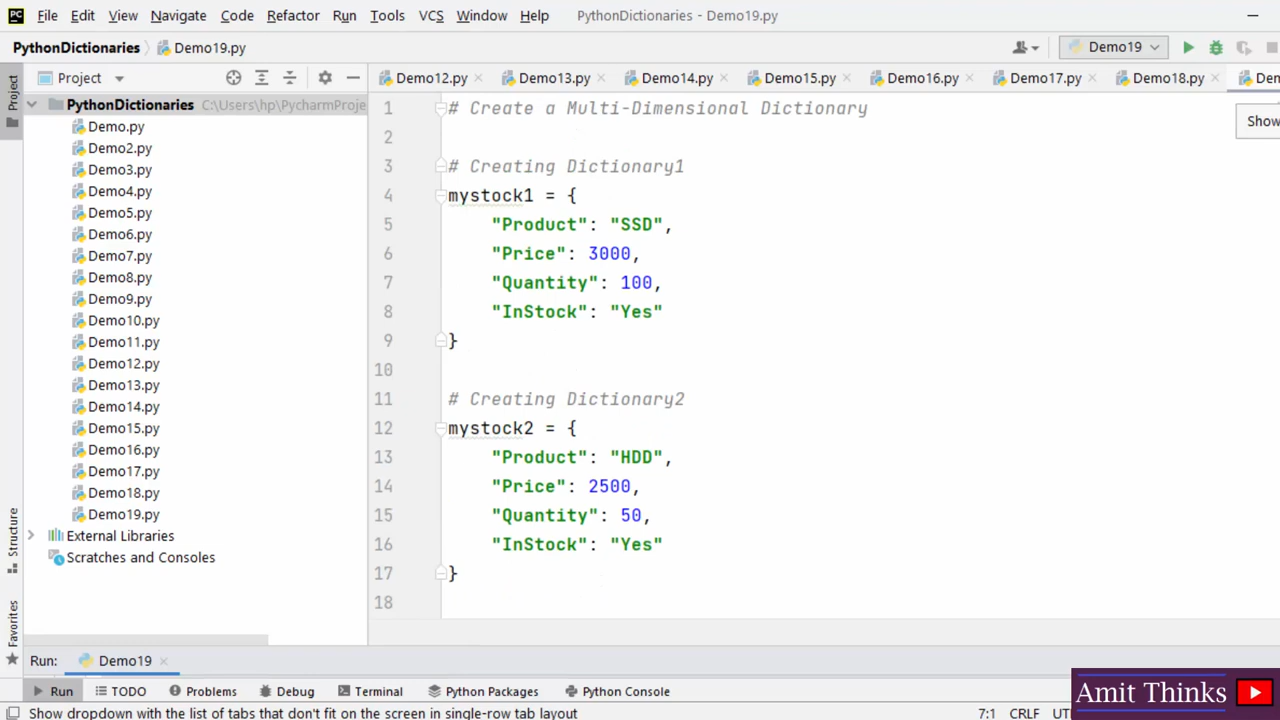 PC File Edit View Navigate Code Refactor Run Tools VCS Window Help PythonDictionaries - Demo19.py
PythonDictionaries Demo19.py Demo19
Project Demo12.py Demo13.py Demo14.py Demo15.py Demo16.py Demo17.py Demo18.py
Project
PythonDictionaries C:\Users\hp\PycharmProje
Demo.py
Demo2.py
Demo3.py
Demo4.py
Demo5.py
Demo6.py
Demo7.py
Demo8.py
Demo9.py
Demo10.py
Demo11.py
Demo12.py
Demo13.py
Demo14.py
Demo15.py
Demo16.py
Demo17.py
Demo18.py
Demo19.py
External Libraries
Scratches and Consoles
Structure
Favorites
1 # Create a Multi-Dimensional Dictionary
Show
2
3 # Creating Dictionary1
4 mystock1 = {
5 "Product": "SSD",
6 "Price": 3000,
7 "Quantity": 100,
8 "InStock": "Yes"
9 }
10
11 # Creating Dictionary2
12 mystock2 = {
13 "Product": "HDD",
14 "Price": 2500,
15 "Quantity": 50,
16 "InStock": "Yes"
17 }
18
Run: Demo19
Run TODO Problems Debug Terminal Python Packages Python Console
Amit Thinks
Show dropdown with the list of tabs that don't fit on the screen in single-row tab layout 7:1 CRLF